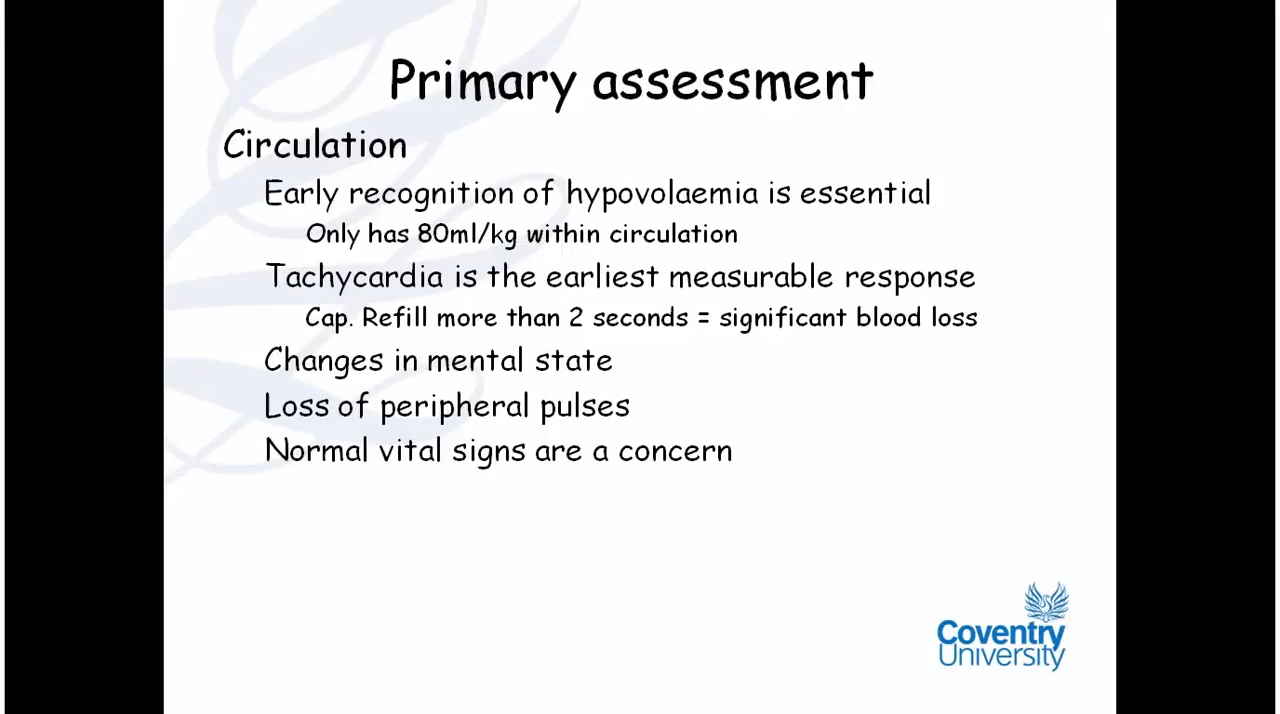 Primary assessment
Circulation
Early recognition of hypovolaemia is essential
Only has 80ml/kg within circulation
Tachycardia is the earliest measurable response
Cap. Refill more than 2 seconds = significant blood loss
Changes in mental state
Loss of peripheral pulses
Normal vital signs are a concern
Coventry
University